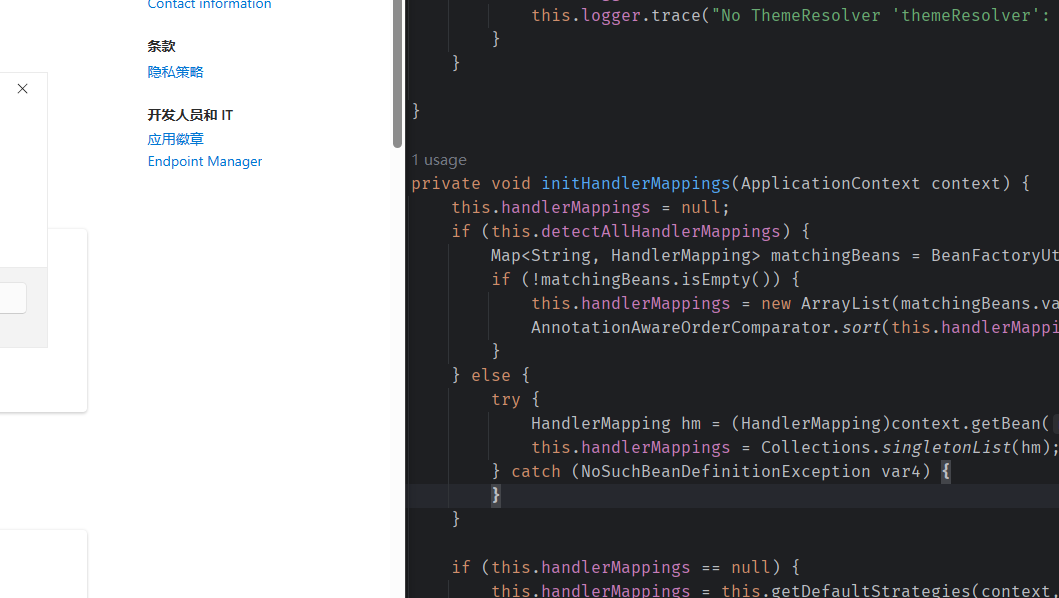 Contact information
条款
隐私策略
开发人员和 IT
应用徽章
Endpoint Manager
this.logger.trace("No ThemeResolver 'themeResolver':
}
}
}
1 usage
private void initHandlerMappings(ApplicationContext context) {
this.handlerMappings = null;
if (this.detectAllHandlerMappings) {
Map<String, HandlerMapping> matchingBeans = BeanFactoryUt
if (!matchingBeans.isEmpty()) {
this.handlerMappings = new ArrayList(matchingBeans.va
AnnotationAwareOrderComparator.sort(this.handlerMappi
}
} else {
try {
HandlerMapping hm = (HandlerMapping)context.getBean(
this.handlerMappings = Collections.singletonList(hm);
} catch (NoSuchBeanDefinitionException var4) {
}
}
if (this.handlerMappings == null) {
this.handlerMappings = this.getDefaultStrategies(context,